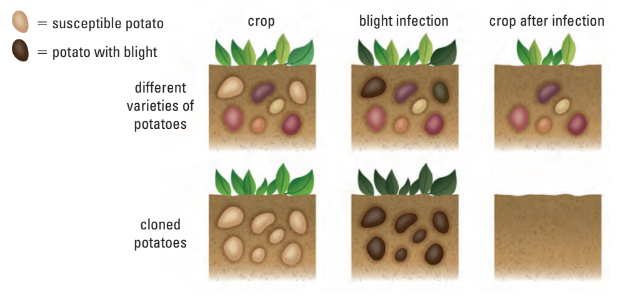 = susceptible potato
= potato with blight
crop
blight infection
crop after infection
different
varieties of
potatoes
cloned
potatoes